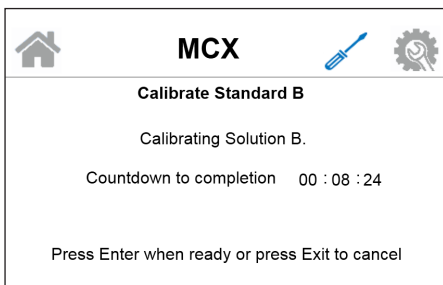 MCX
Calibrate Standard B
Calibrating Solution B.
Countdown to completion 00 : 08 : 24
Press Enter when ready or press Exit to cancel